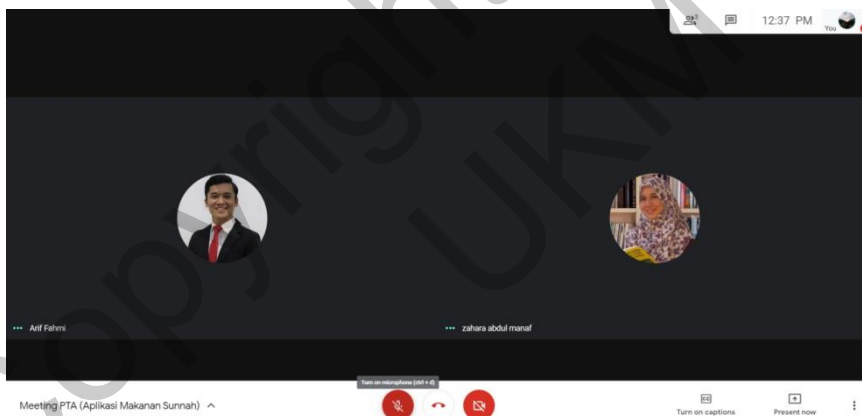 12:37 PM
You
Arif Fahmi
zahara abdul manaf
Turn on microphone (ctrl + d)
Meeting PTA (Aplikasi Makanan Sunnah)
Turn on captions
Present now
Copyright
UKM